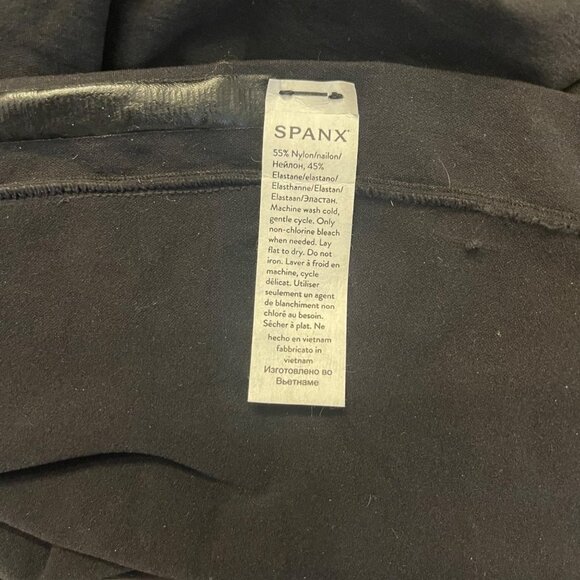 SPANX
55% Nylon/nailon/
Нейлон, 45%
Elastane/elastano/
Elasthanne/Elastan/
Elastaan/Эластан.
Machine wash cold,
gentle cycle. Only
non-chlorine bleach
when needed. Lay
flat to dry. Do not
iron. Laver à froid en
machine, cycle
délicat. Utiliser
seulement un agent
de blanchiment non
chloré au besoin.
Sécher à plat. Ne
hecho en vietnam
fabbricato in
vietnam
Изготовлено во
Вьетнаме